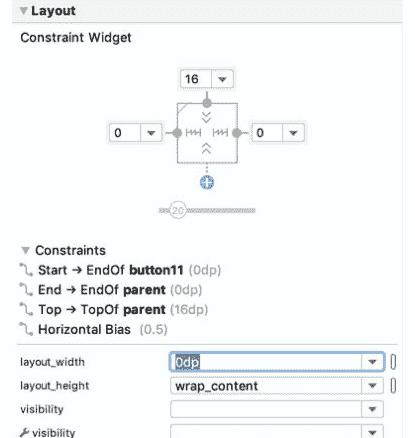 Layout
Constraint Widget
16
0 0
20
Constraints
Start → EndOf button11 (0dp)
End → EndOf parent (0dp)
Top → TopOf parent (16dp)
Horizontal Bias (0.5)
layout_width 0dp
layout_height wrap_content
visibility
visibility